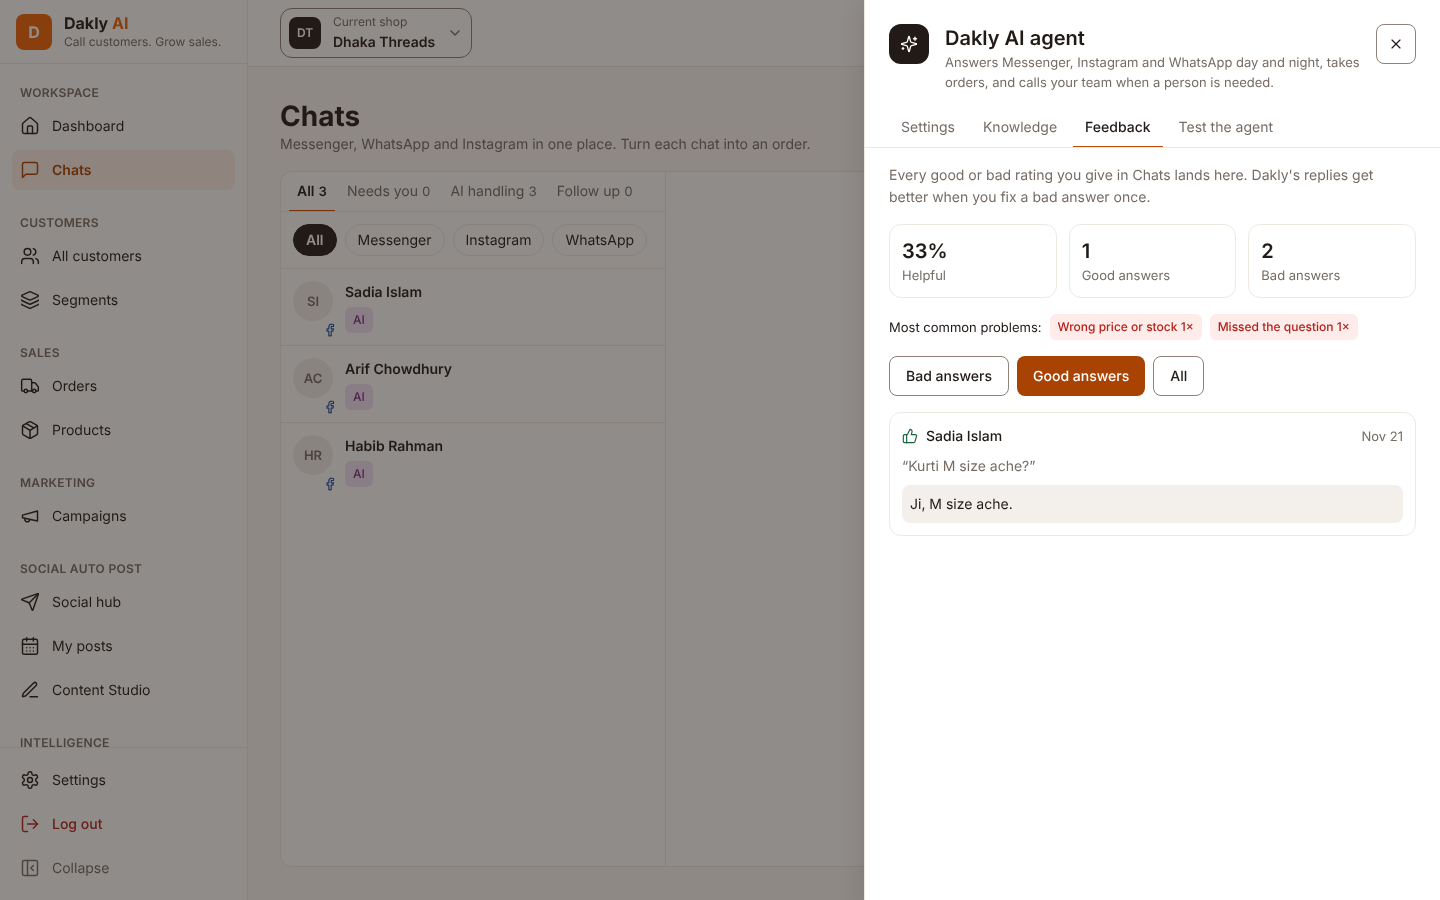 D
Dakly AI
Call customers. Grow sales.
WORKSPACE
Dashboard
Chats
CUSTOMERS
All customers
Segments
SALES
Orders
Products
MARKETING
Campaigns
SOCIAL AUTO POST
Social hub
My posts
Content Studio
INTELLIGENCE
Settings
Log out
Collapse
DT
Current shop
Dhaka Threads
Chats
Messenger, WhatsApp and Instagram in one place. Turn each chat into an order.
All 3 Needs you 0 AI handling 3 Follow up 0
All Messenger Instagram WhatsApp
SI
Sadia Islam
AI
AC
Arif Chowdhury
AI
HR
Habib Rahman
AI
Dakly AI agent
Answers Messenger, Instagram and WhatsApp day and night, takes
orders, and calls your team when a person is needed.
Settings Knowledge Feedback Test the agent
Every good or bad rating you give in Chats lands here. Dakly's replies get
better when you fix a bad answer once.
33%
Helpful
1
Good answers
2
Bad answers
Most common problems: Wrong price or stock 1× Missed the question 1×
Bad answers Good answers All
Sadia Islam Nov 21
“Kurti M size ache?”
Ji, M size ache.